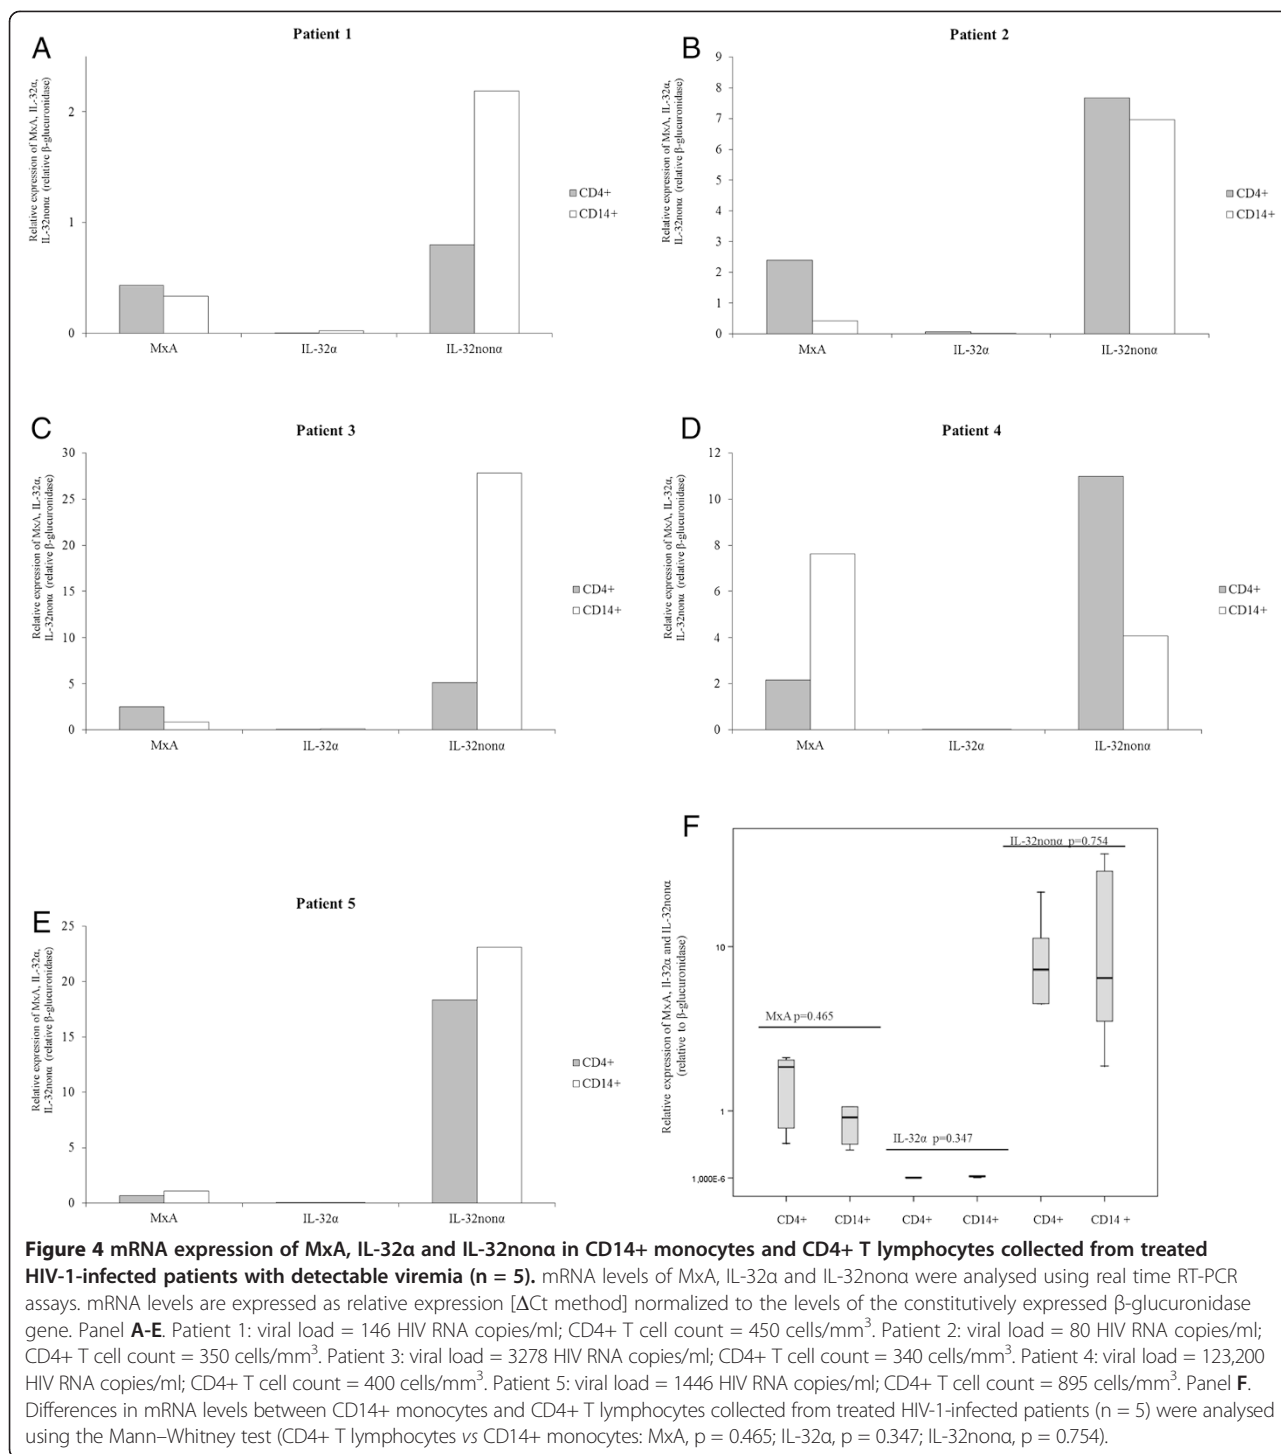 A
Patient 1
Relative expression of MxA, IL-32α,
IL-32nonα (relative β-glucuronidase)
2
1
0
MxA
IL-32α
IL-32nonα
CD4+
CD14+
B
Patient 2
Relative expression of MxA, IL-32α,
IL-32nonα (relative β-glucuronidase)
9
8
7
6
5
4
3
2
1
0
MxA
IL-32α
IL-32nonα
CD4+
CD14+
C
Patient 3
Relative expression of MxA, IL-32α,
IL-32nonα (relative β-glucuronidase)
30
25
20
15
10
5
0
MxA
IL-32α
IL-32nonα
CD4+
CD14+
D
Patient 4
Relative expression of MxA, IL-32α,
IL-32nonα (relative β-glucuronidase)
12
10
8
6
4
2
0
MxA
IL-32α
IL-32nonα
CD4+
CD14+
E
Patient 5
Relative expression of MxA, IL-32α,
IL-32nonα (relative β-glucuronidase)
25
20
15
10
5
0
MxA
IL-32α
IL-32nonα
CD4+
CD14+
F
Relative expression of MxA, Il-32α and IL-32nonα
(relative to β-glucuronidase)
10
1
1,000E-6
MxA p=0.465
IL-32α p=0.347
IL-32nonα p=0.754
CD4+
CD14+
CD4+
CD14+
CD4+
CD14 +
Figure 4 mRNA expression of MxA, IL-32α and IL-32nonα in CD14+ monocytes and CD4+ T lymphocytes collected from treated
HIV-1-infected patients with detectable viremia (n = 5). mRNA levels of MxA, IL-32α and IL-32nonα were analysed using real time RT-PCR
assays. mRNA levels are expressed as relative expression [ΔCt method] normalized to the levels of the constitutively expressed β-glucuronidase
gene. Panel A-E. Patient 1: viral load = 146 HIV RNA copies/ml; CD4+ T cell count = 450 cells/mm³. Patient 2: viral load = 80 HIV RNA copies/ml;
CD4+ T cell count = 350 cells/mm³. Patient 3: viral load = 3278 HIV RNA copies/ml; CD4+ T cell count = 340 cells/mm³. Patient 4: viral load = 123,200
HIV RNA copies/ml; CD4+ T cell count = 400 cells/mm³. Patient 5: viral load = 1446 HIV RNA copies/ml; CD4+ T cell count = 895 cells/mm³. Panel F.
Differences in mRNA levels between CD14+ monocytes and CD4+ T lymphocytes collected from treated HIV-1-infected patients (n = 5) were analysed
using the Mann–Whitney test (CD4+ T lymphocytes vs CD14+ monocytes: MxA, p = 0.465; IL-32α, p = 0.347; IL-32nonα, p = 0.754).